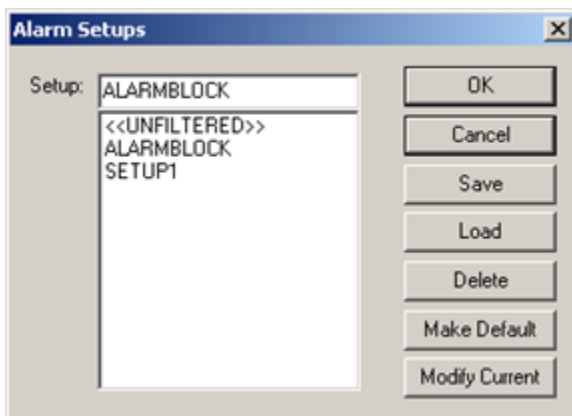 Alarm Setups
Setup: ALARMBLOCK
<<UNFILTERED>>
ALARMBLOCK
SETUP1
OK
Cancel
Save
Load
Delete
Make Default
Modify Current